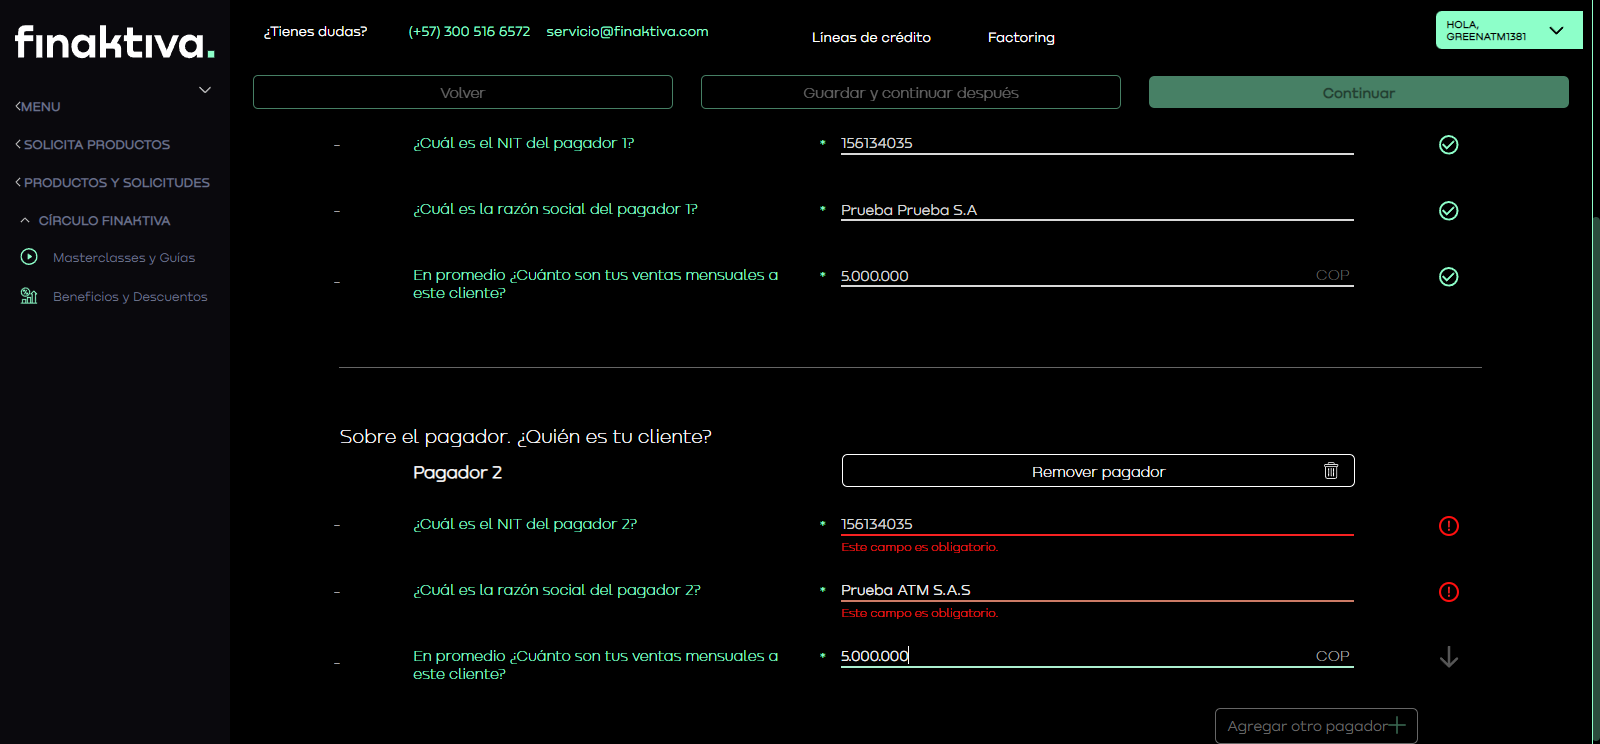 finaktiva.
¿Tienes dudas?
(+57) 300 516 6572
servicio@finaktiva.com
Líneas de crédito
Factoring
HOLA,
GREENATM1381
MENU
SOLICITA PRODUCTOS
PRODUCTOS Y SOLICITUDES
CÍRCULO FINAKTIVA
Masterclasses y Guías
Beneficios y Descuentos
Volver
Guardar y continuar después
Continuar
- ¿Cuál es el NIT del pagador 1? * 156134035
- ¿Cuál es la razón social del pagador 1? * Prueba Prueba S.A
- En promedio ¿Cuánto son tus ventas mensuales a * 5.000.000 COP
este cliente?
Sobre el pagador. ¿Quién es tu cliente?
Pagador 2
Remover pagador
- ¿Cuál es el NIT del pagador 2? * 156134035
Este campo es obligatorio.
- ¿Cuál es la razón social del pagador 2? * Prueba ATM S.A.S
Este campo es obligatorio.
- En promedio ¿Cuánto son tus ventas mensuales a * 5.000.000 COP
este cliente?
Agregar otro pagador